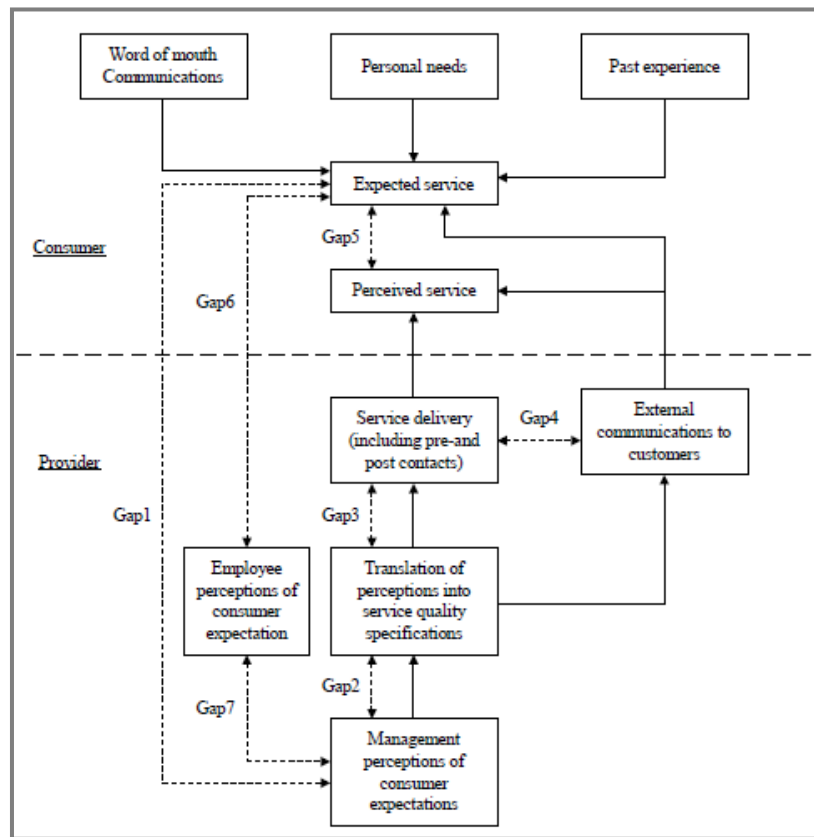 Word of mouth
Communications
Personal needs
Past experience
Expected service
Gap5
Consumer
Perceived service
Gap6
Service delivery
(including pre-and
post contacts)
Gap4
External
communications to
customers
Provider
Gap1
Gap3
Employee
perceptions of
consumer
expectation
Translation of
perceptions into
service quality
specifications
Gap2
Gap7
Management
perceptions of
consumer
expectations